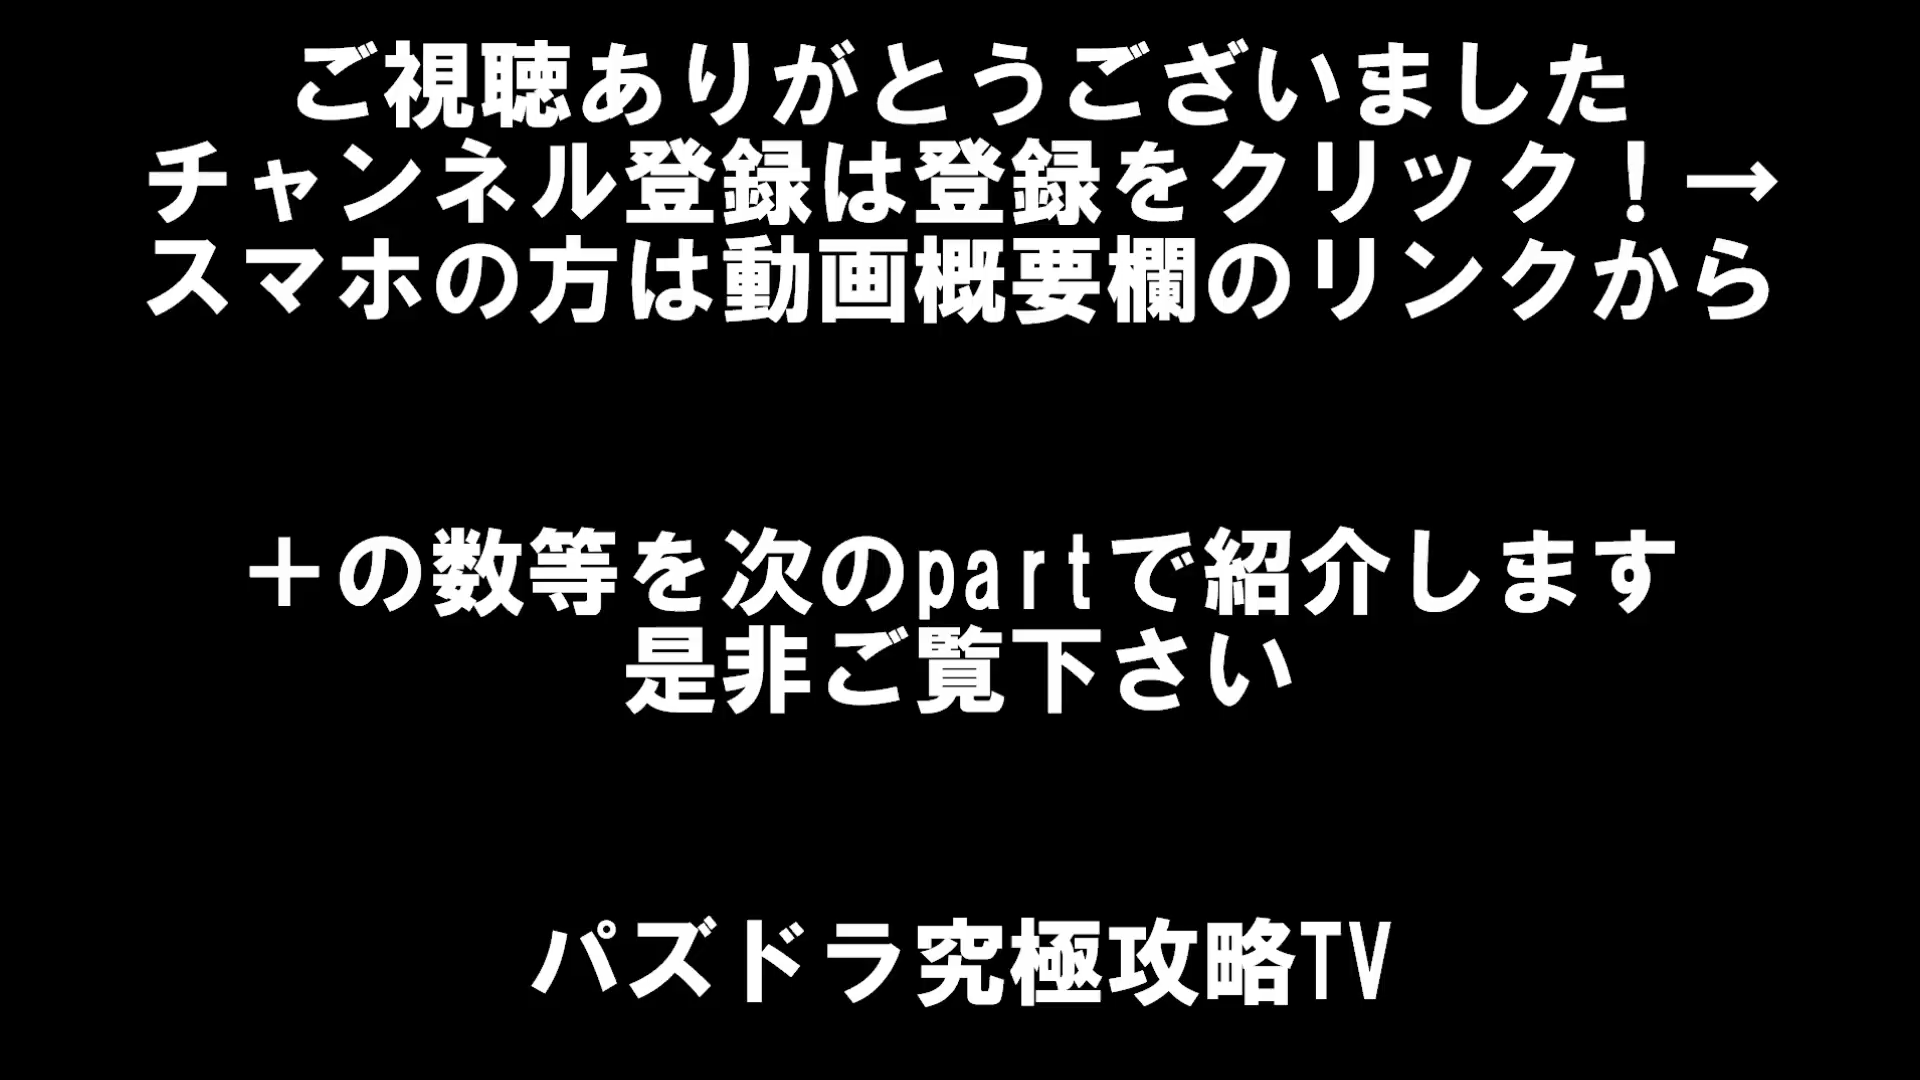 ご視聴ありがとうございました
チャンネル登録は登録をクリック！→
スマホの方は動画概要欄のリンクから
＋の数等を次のpartで紹介します
是非ご覧下さい
パズドラ究極攻略TV